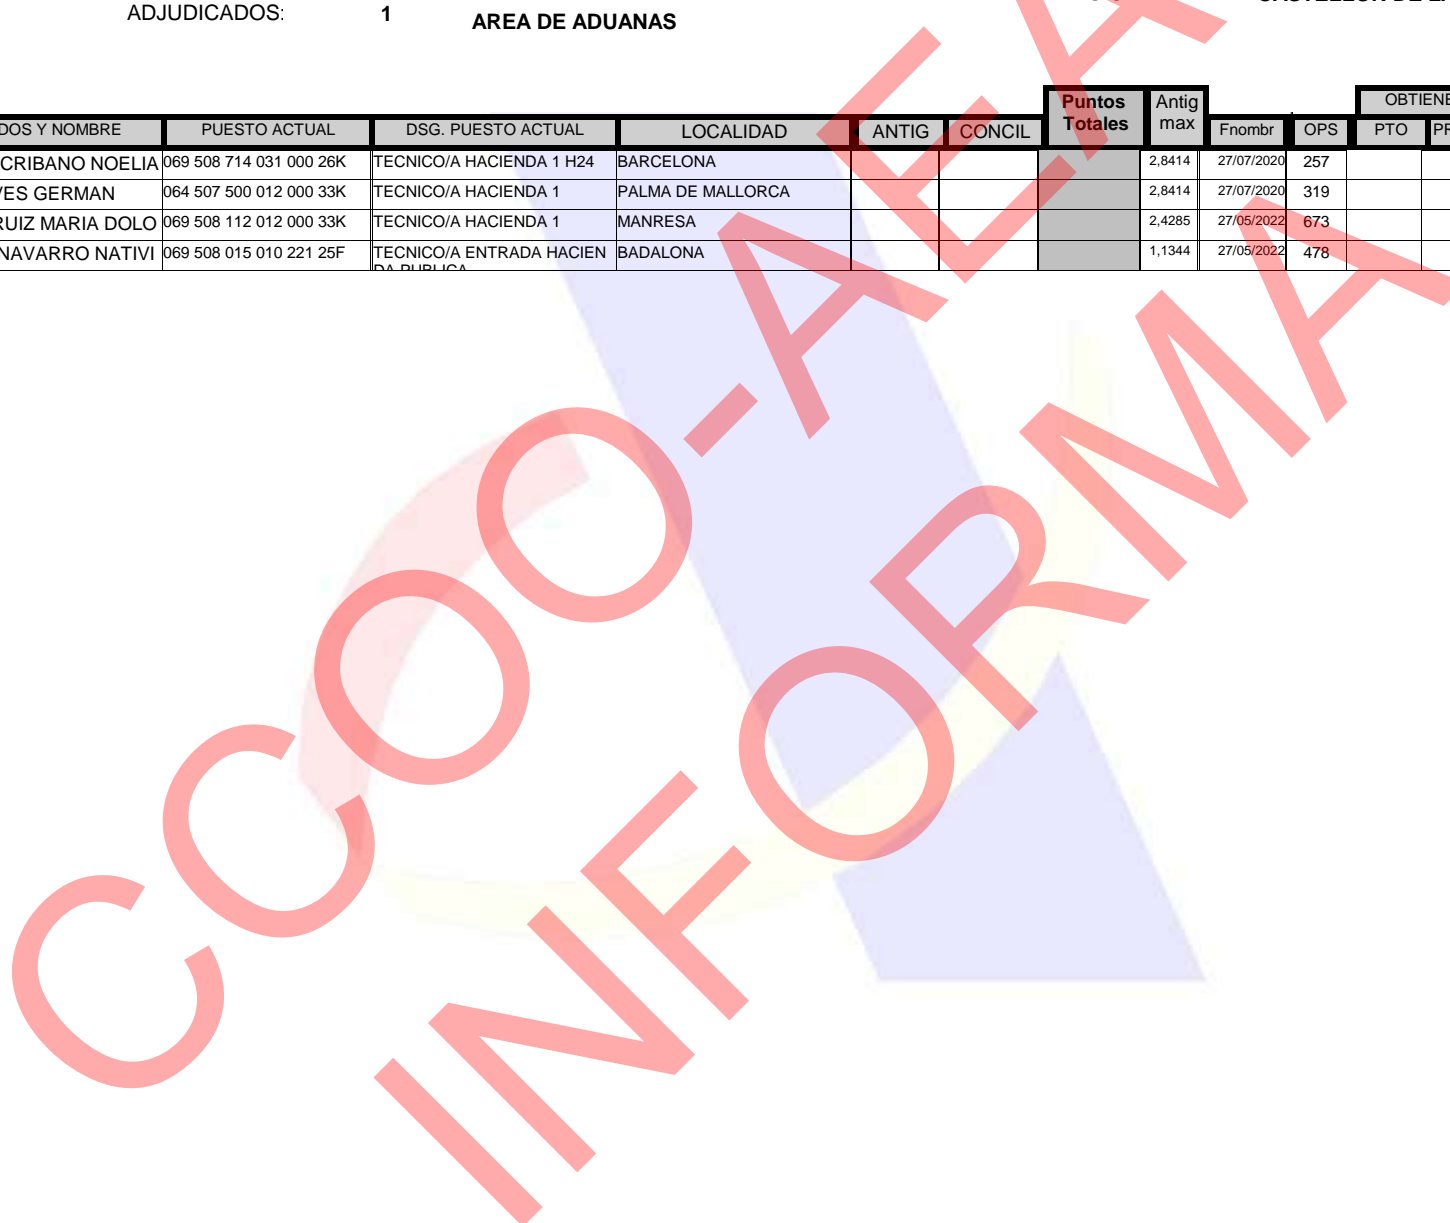 ADJUDICADOS: 1 AREA DE ADUANAS
Puntos Totales Antig max OBTIENE
DOS Y NOMBRE PUESTO ACTUAL DSG. PUESTO ACTUAL LOCALIDAD ANTIG CONCIL Fnombr OPS PTO PR
CRIBANO NOELIA 069 508 714 031 000 26K TECNICO/A HACIENDA 1 H24 BARCELONA 2,8414 27/07/2020 257
VES GERMAN 064 507 500 012 000 33K TECNICO/A HACIENDA 1 PALMA DE MALLORCA 2,8414 27/07/2020 319
RUIZ MARIA DOLO 069 508 112 012 000 33K TECNICO/A HACIENDA 1 MANRESA 2,4285 27/05/2022 673
NAVARRO NATIVI 069 508 015 010 221 25F TECNICO/A ENTRADA HACIEN BADALONA 1,1344 27/05/2022 478
DA PUBLICA
CCOO-AEA
INFORMA